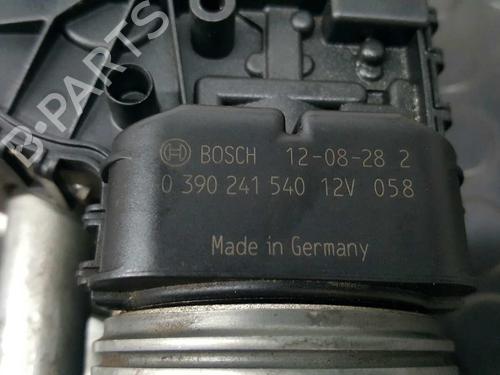 B-PARTS
BOSCH 12-08-28 2
0 390 241 540 12V 058
Made in Germany